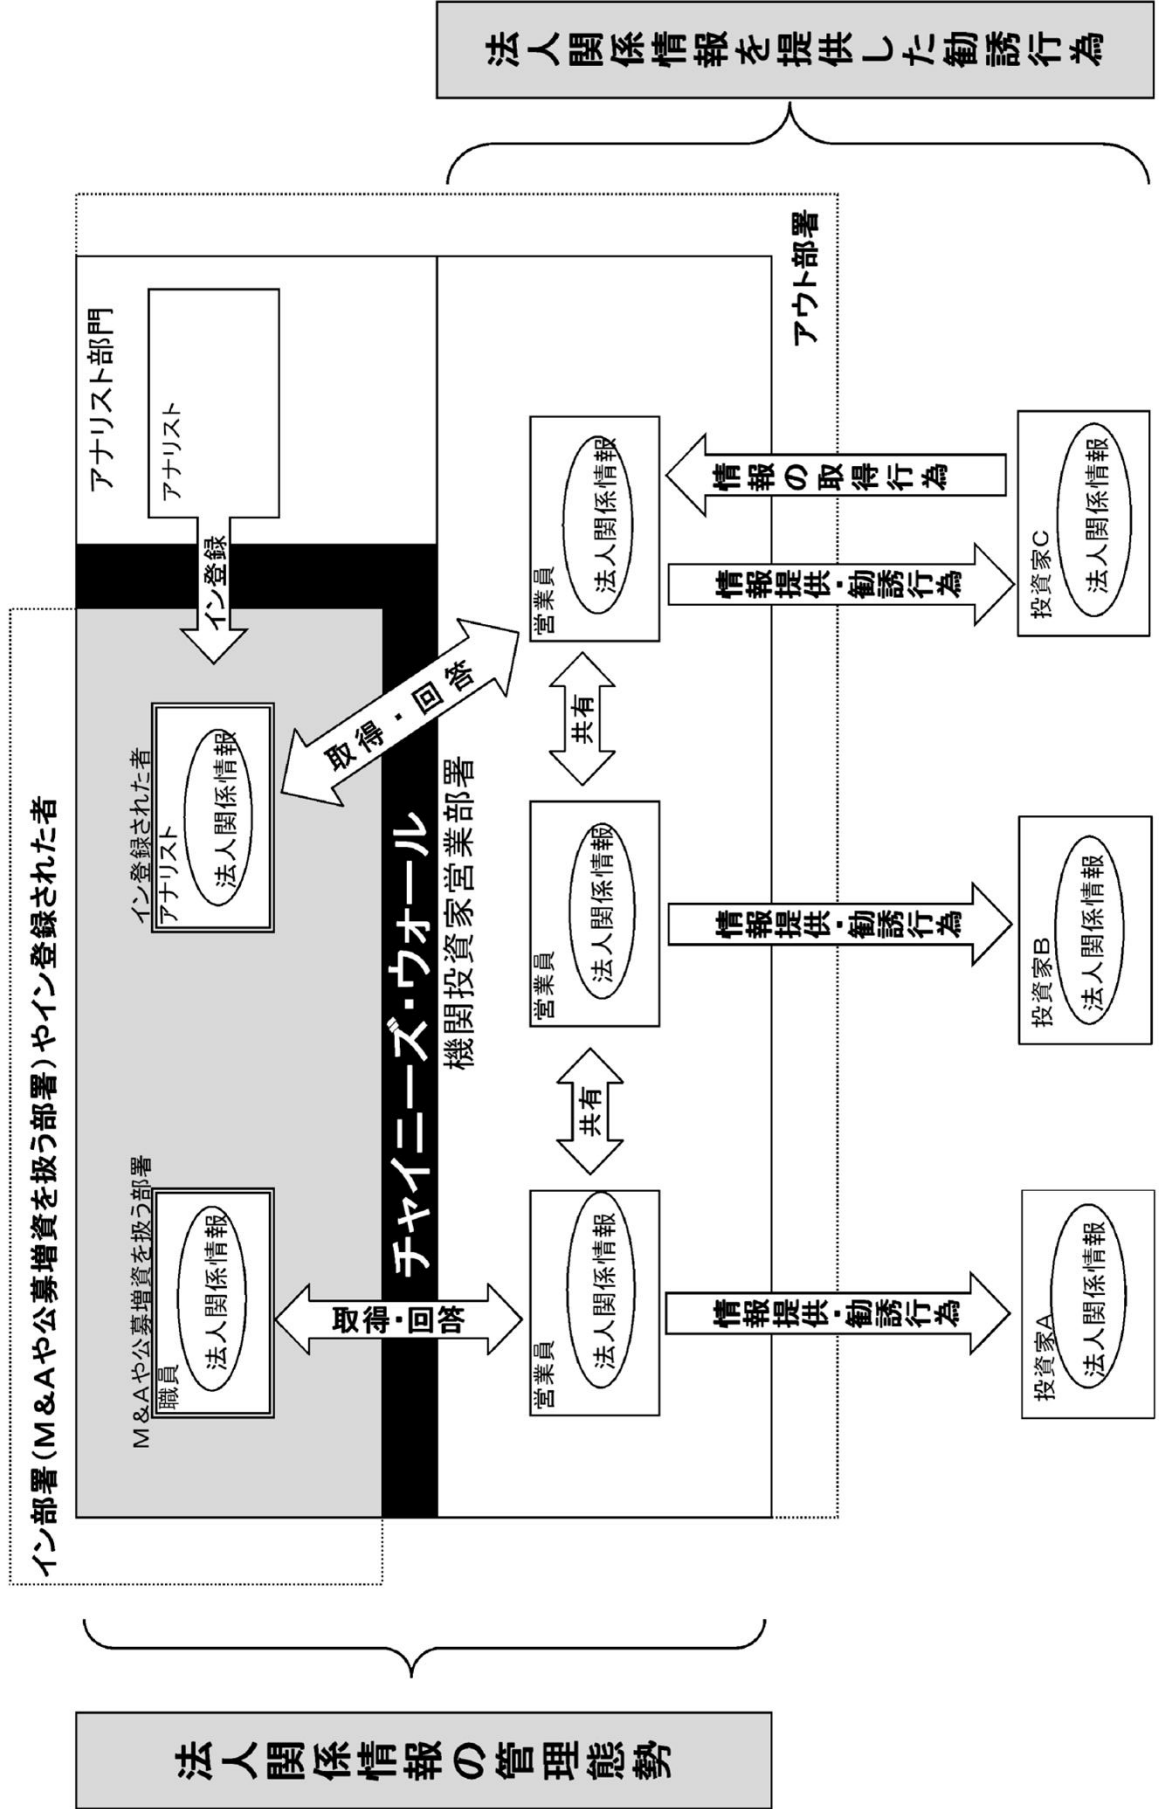 イン部署（M＆Aや公募増資を扱う部署）やイン登録された者
M＆Aや公募増資を扱う部署
職員
法人関係情報
イン登録された者
アナリスト
法人関係情報
イン登録
アナリスト部門
アナリスト
チャイニーズ・ウォール
取得・回答
取得・回答
機関投資家営業部署
営業員
法人関係情報
共有
営業員
法人関係情報
共有
営業員
法人関係情報
アウト部署
情報提供・勧誘行為
情報提供・勧誘行為
情報提供・勧誘行為
情報の取得行為
投資家A
法人関係情報
投資家B
法人関係情報
投資家C
法人関係情報
法人関係情報の管理態勢
法人関係情報を提供した勧誘行為